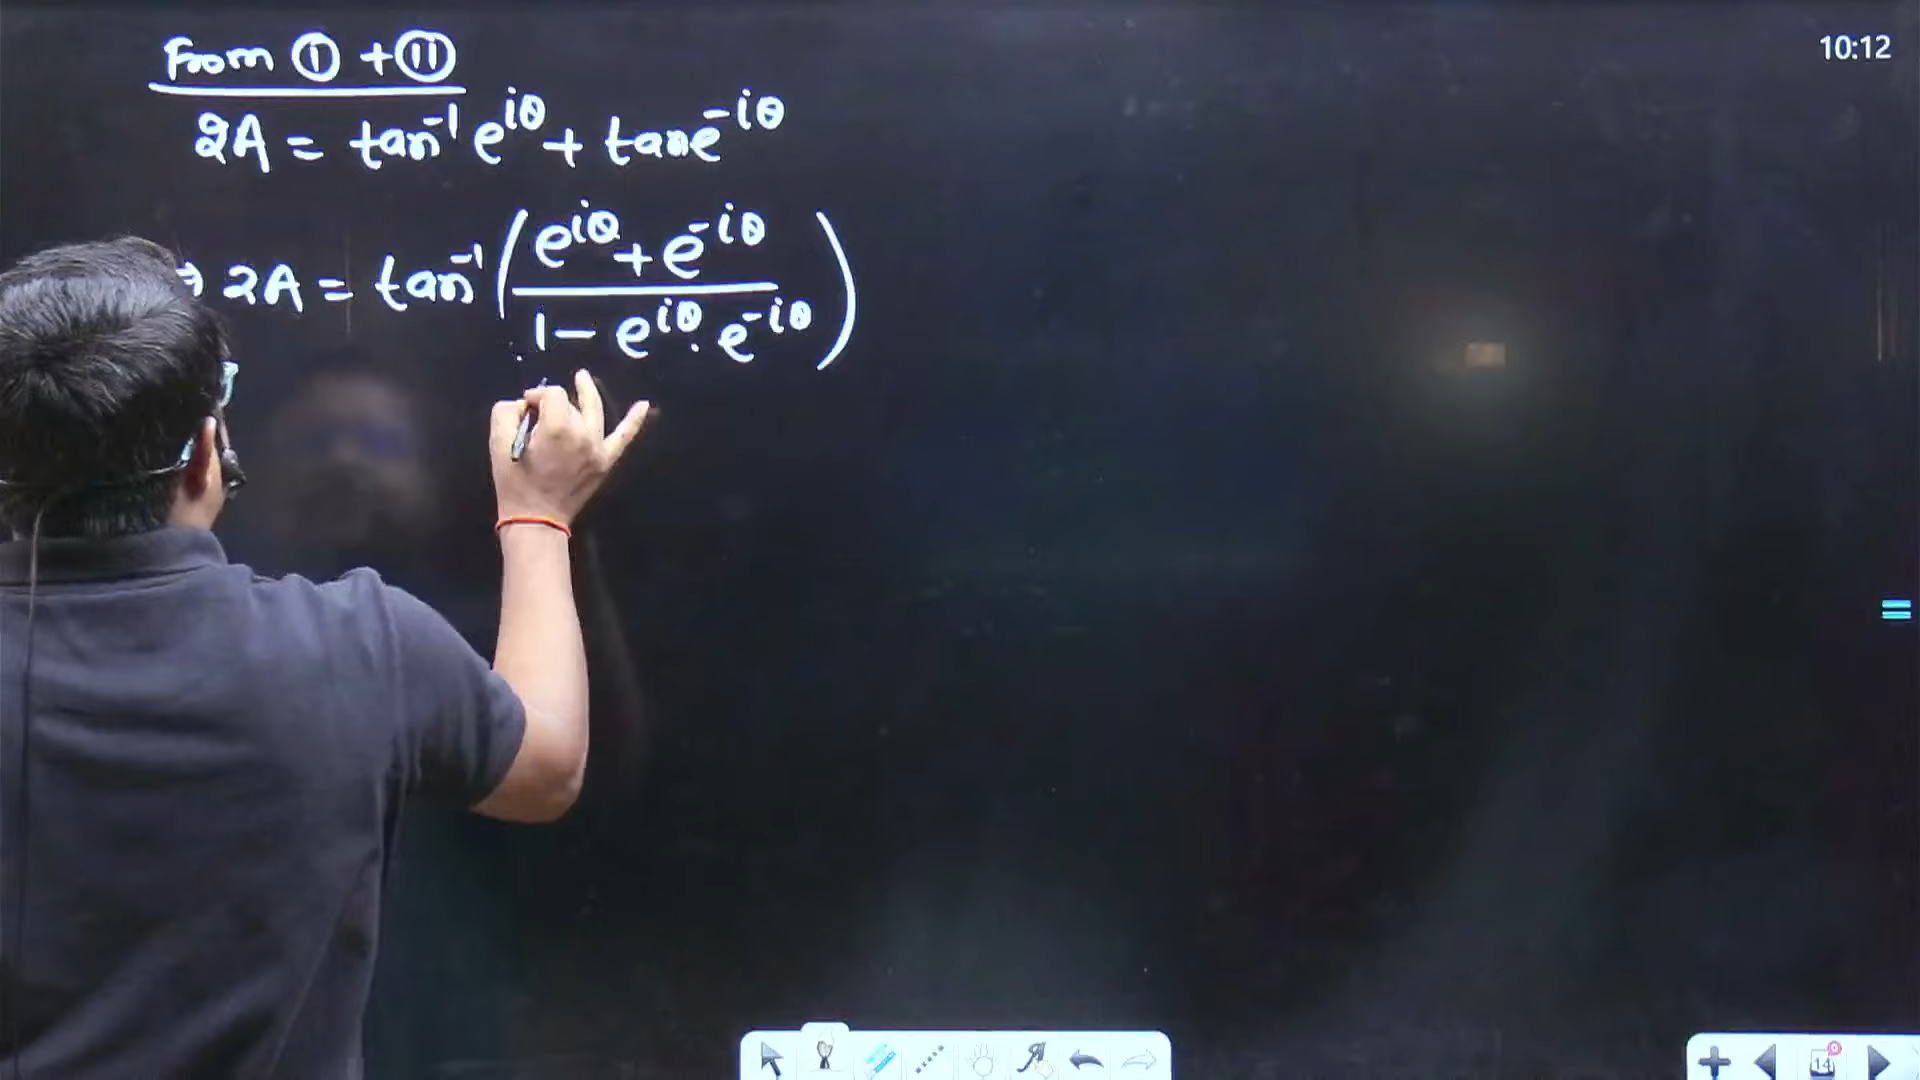 From ① + ⑪
2A = tan⁻¹ e^{iθ} + tan e^{-iθ}
⇒ 2A = tan⁻¹ ( (e^{iθ} + e^{-iθ}) / (1 - e^{iθ} . e^{-iθ}) )
10:12
14